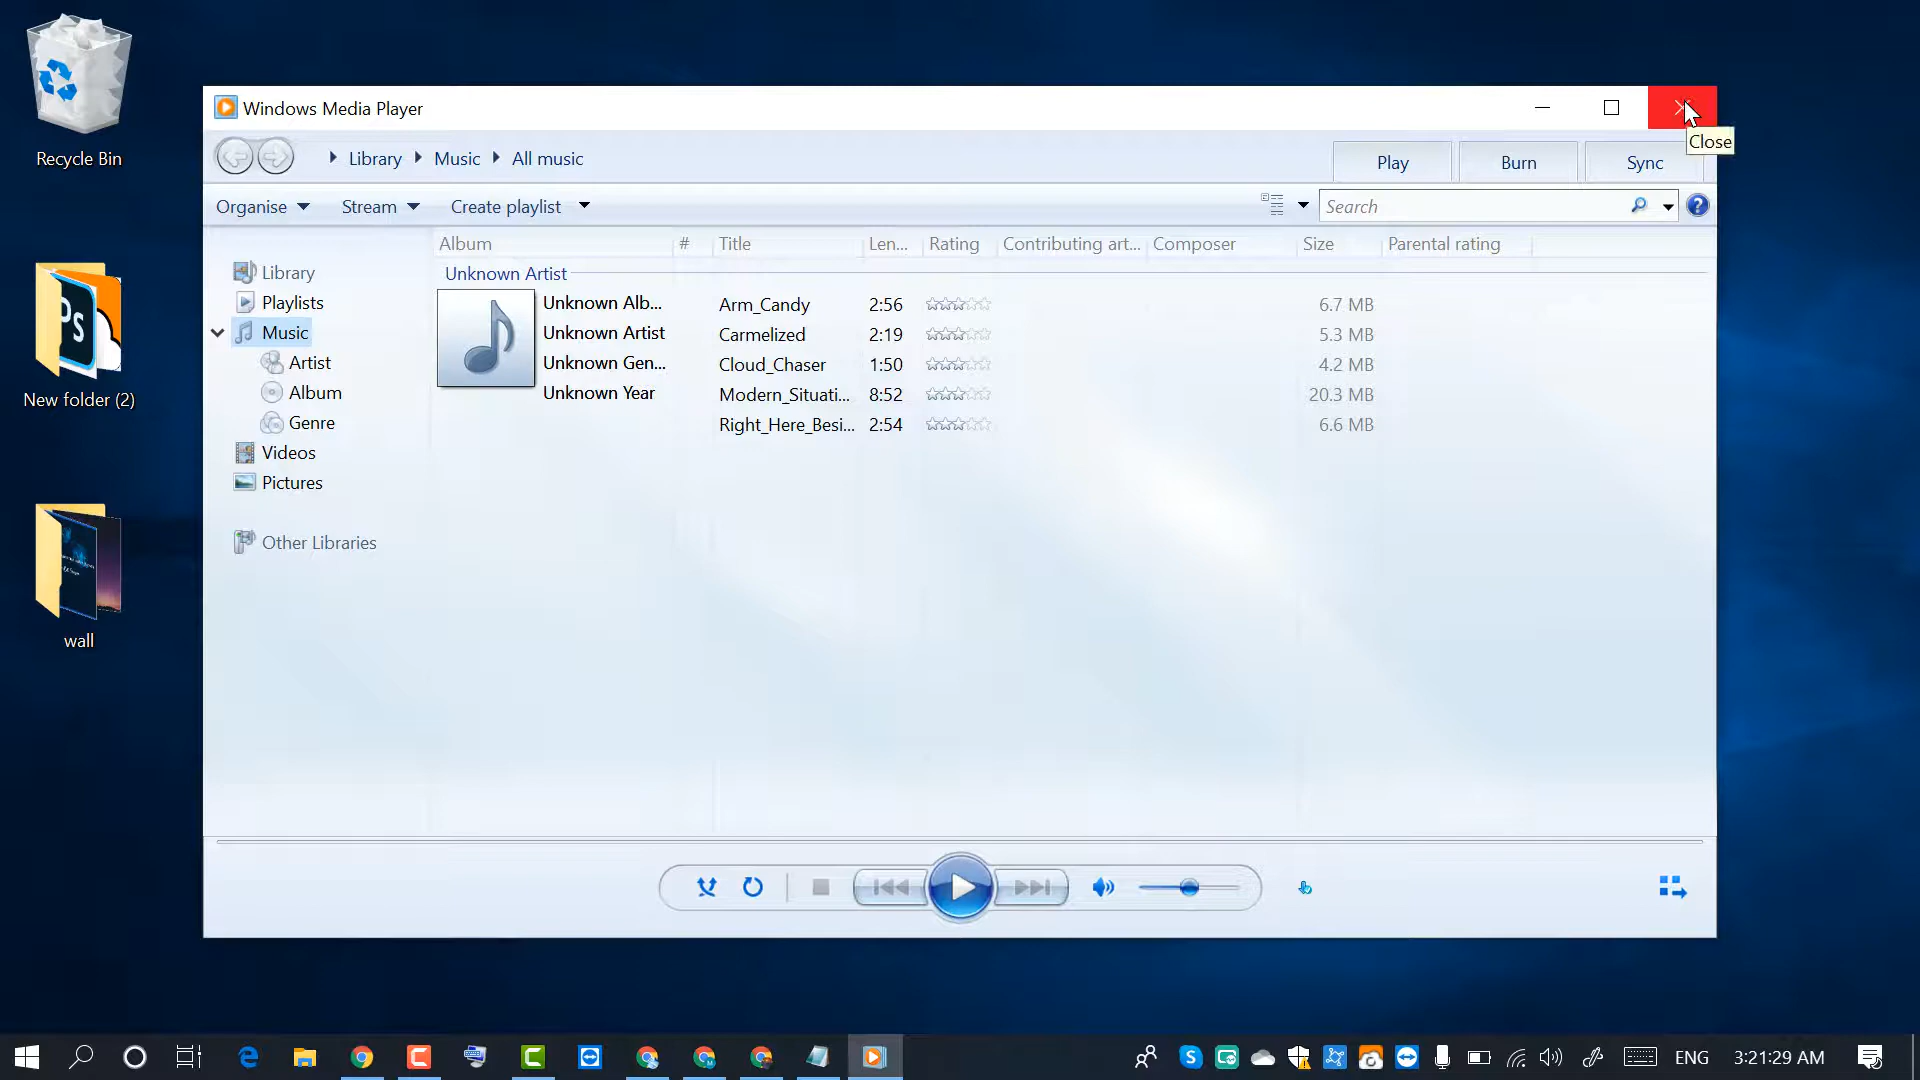 Recycle Bin
New folder (2)
Ps
wall
Windows Media Player
Close
Library Music All music
Play Burn Sync
Organise Stream Create playlist Search
Album # Title Len... Rating Contributing art... Composer Size Parental rating
Unknown Artist
Library
Playlists
Music
Artist
Album
Genre
Videos
Pictures
Other Libraries
Unknown Alb...
Unknown Artist
Unknown Gen...
Unknown Year
Arm_Candy 2:56 6.7 MB
Carmelized 2:19 5.3 MB
Cloud_Chaser 1:50 4.2 MB
Modern_Situati... 8:52 20.3 MB
Right_Here_Besi... 2:54 6.6 MB
ENG 3:21:29 AM